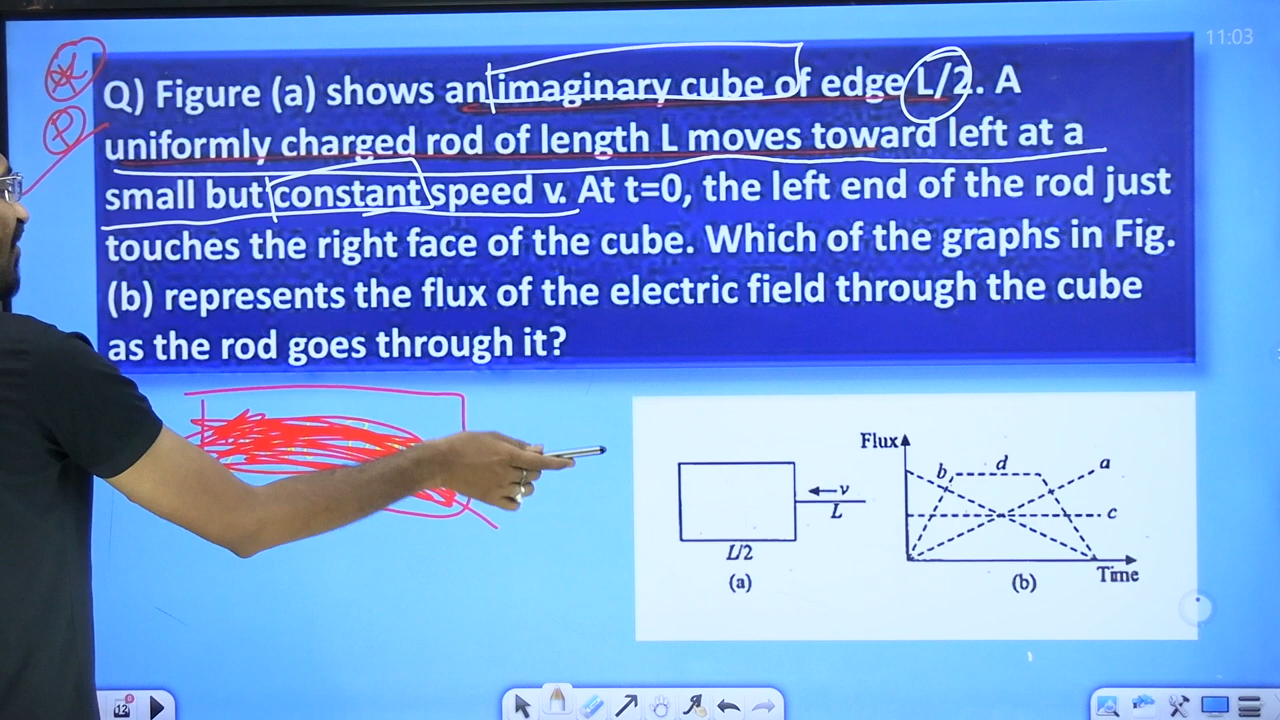 11:03
Q) Figure (a) shows an imaginary cube of edge L/2. A
uniformly charged rod of length L moves toward left at a
small but constant speed v. At t=0, the left end of the rod just
touches the right face of the cube. Which of the graphs in Fig.
(b) represents the flux of the electric field through the cube
as the rod goes through it?
Flux
b
d
a
v
L
c
L/2
(a)
(b)
Time
12